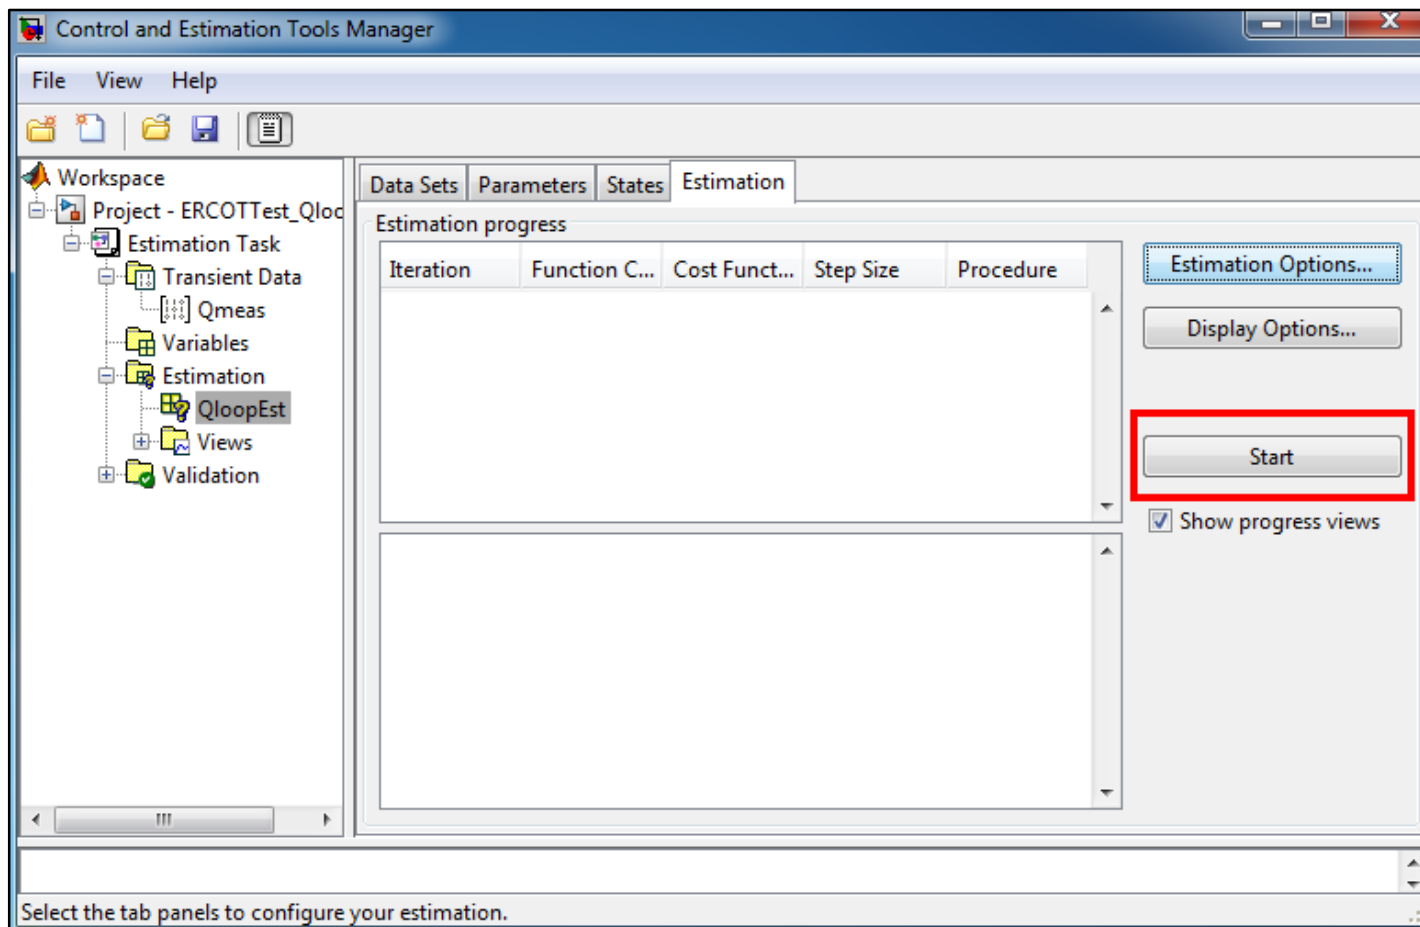 Control and Estimation Tools Manager
File View Help
Workspace
Project - ERCOTTest_Qloc
Estimation Task
Transient Data
Qmeas
Variables
Estimation
QloopEst
Views
Validation
Data Sets Parameters States Estimation
Estimation progress
Iteration Function C... Cost Funct... Step Size Procedure
Estimation Options...
Display Options...
Start
Show progress views
Select the tab panels to configure your estimation.